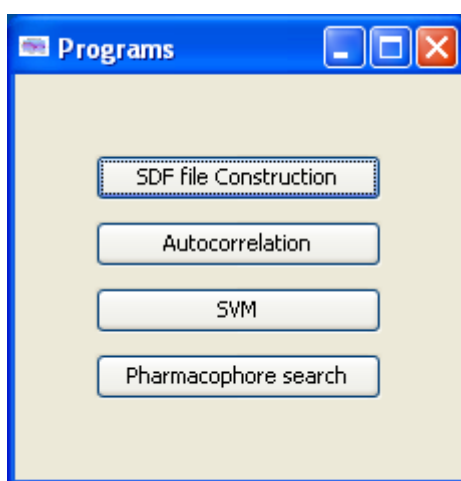 Programs
SDF file Construction
Autocorrelation
SVM
Pharmacophore search